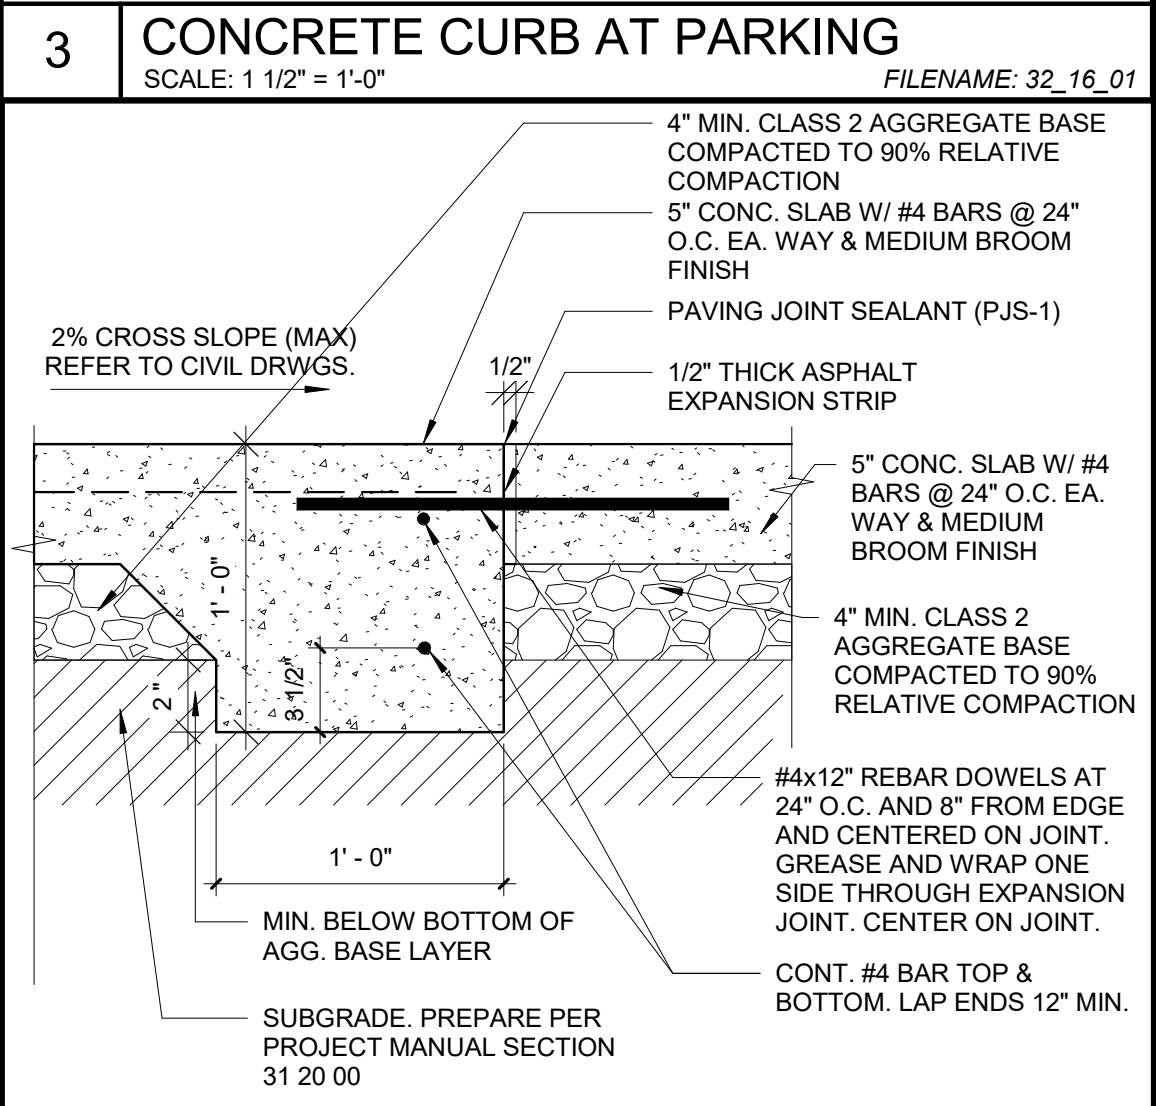 3
CONCRETE CURB AT PARKING
SCALE: 1 1/2" = 1'-0"
FILENAME: 32_16_01
4" MIN. CLASS 2 AGGREGATE BASE
COMPACTED TO 90% RELATIVE
COMPACTION
5" CONC. SLAB W/ #4 BARS @ 24"
O.C. EA. WAY & MEDIUM BROOM
FINISH
PAVING JOINT SEALANT (PJS-1)
2% CROSS SLOPE (MAX)
REFER TO CIVIL DRWGS.
1/2"
1/2" THICK ASPHALT
EXPANSION STRIP
5" CONC. SLAB W/ #4
BARS @ 24" O.C. EA.
WAY & MEDIUM
BROOM FINISH
1' - 0"
4" MIN. CLASS 2
AGGREGATE BASE
COMPACTED TO 90%
RELATIVE COMPACTION
2"
3 1/2"
#4x12" REBAR DOWELS AT
24" O.C. AND 8" FROM EDGE
AND CENTERED ON JOINT.
GREASE AND WRAP ONE
SIDE THROUGH EXPANSION
JOINT. CENTER ON JOINT.
1' - 0"
MIN. BELOW BOTTOM OF
AGG. BASE LAYER
CONT. #4 BAR TOP &
BOTTOM. LAP ENDS 12" MIN.
SUBGRADE. PREPARE PER
PROJECT MANUAL SECTION
31 20 00